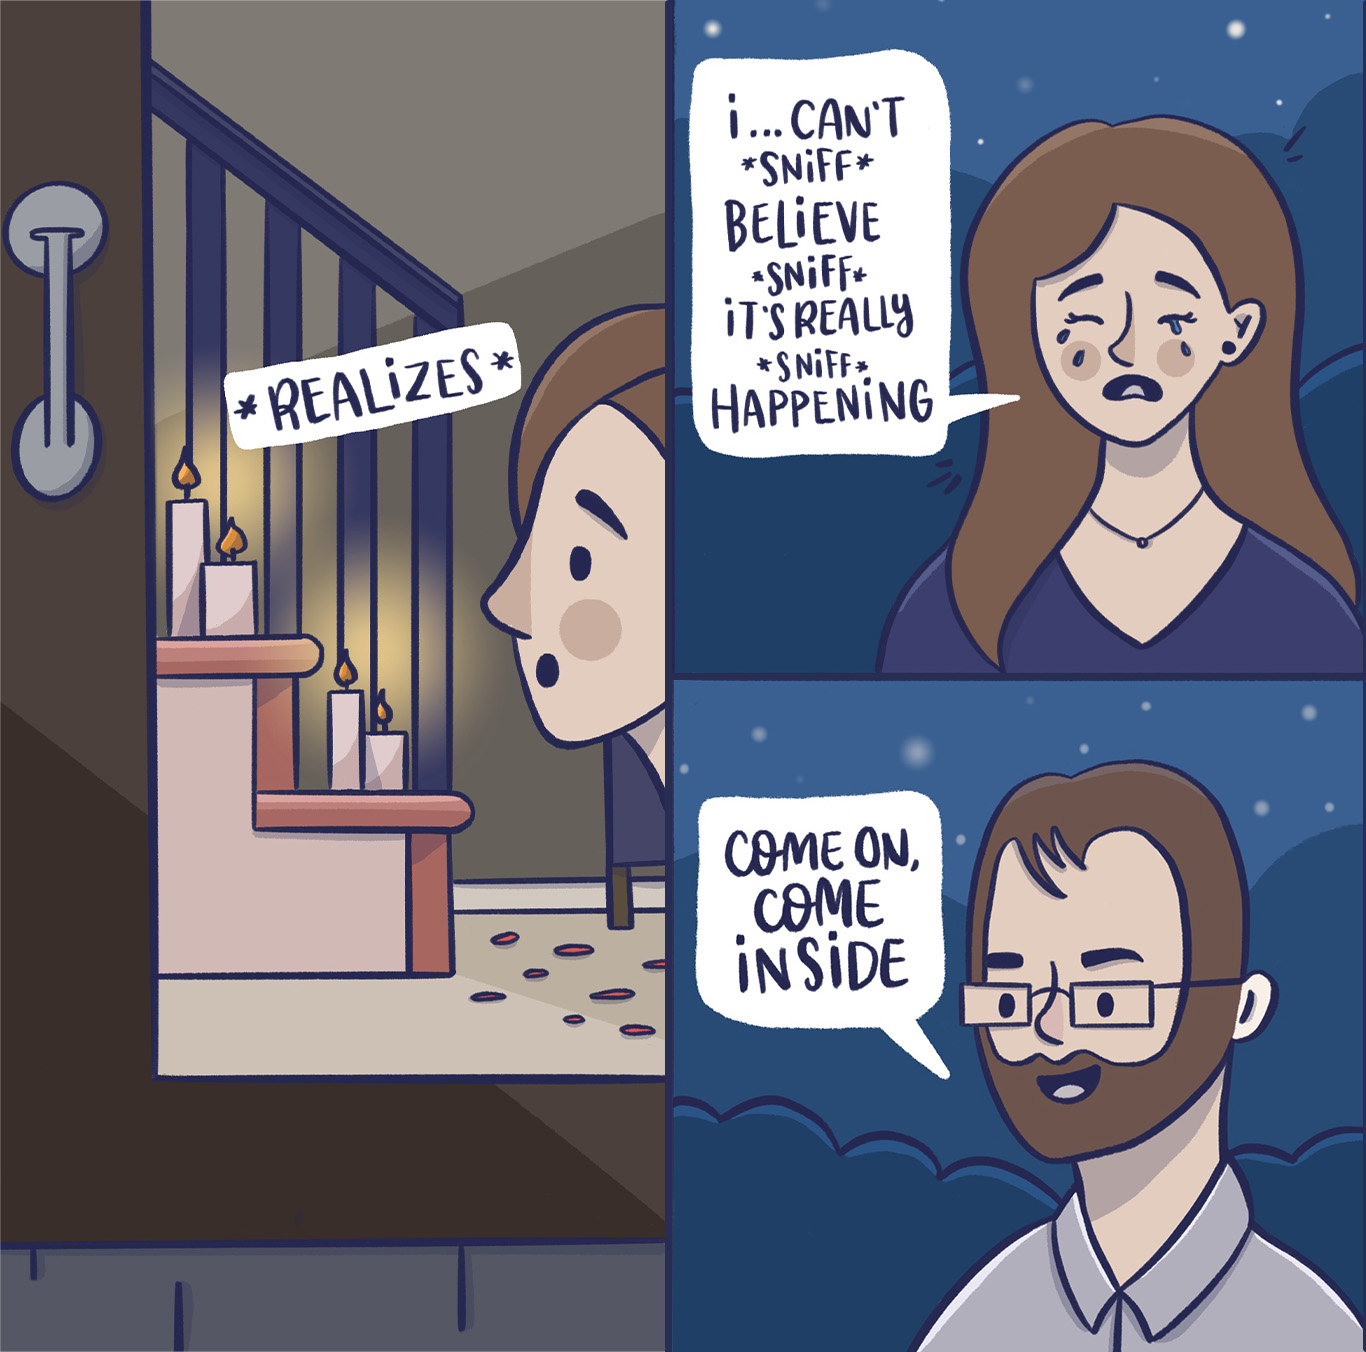 *REALiZES*
i...CAN'T
*SNiFF*
BELiEVE
*SNiFF*
iT'S REALLY
*SNiFF*
HAPPENiNG
COME ON,
COME
iNSiDE